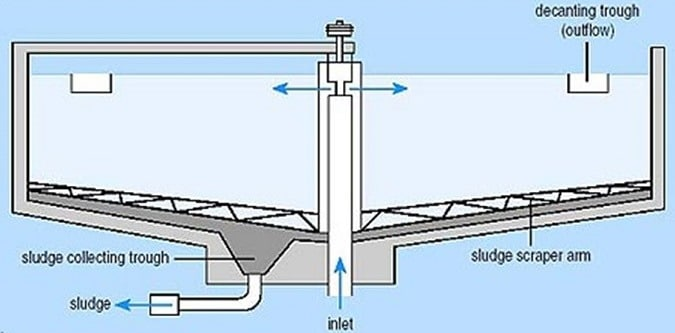 decanting trough
(outflow)
sludge collecting trough
sludge scraper arm
sludge
inlet